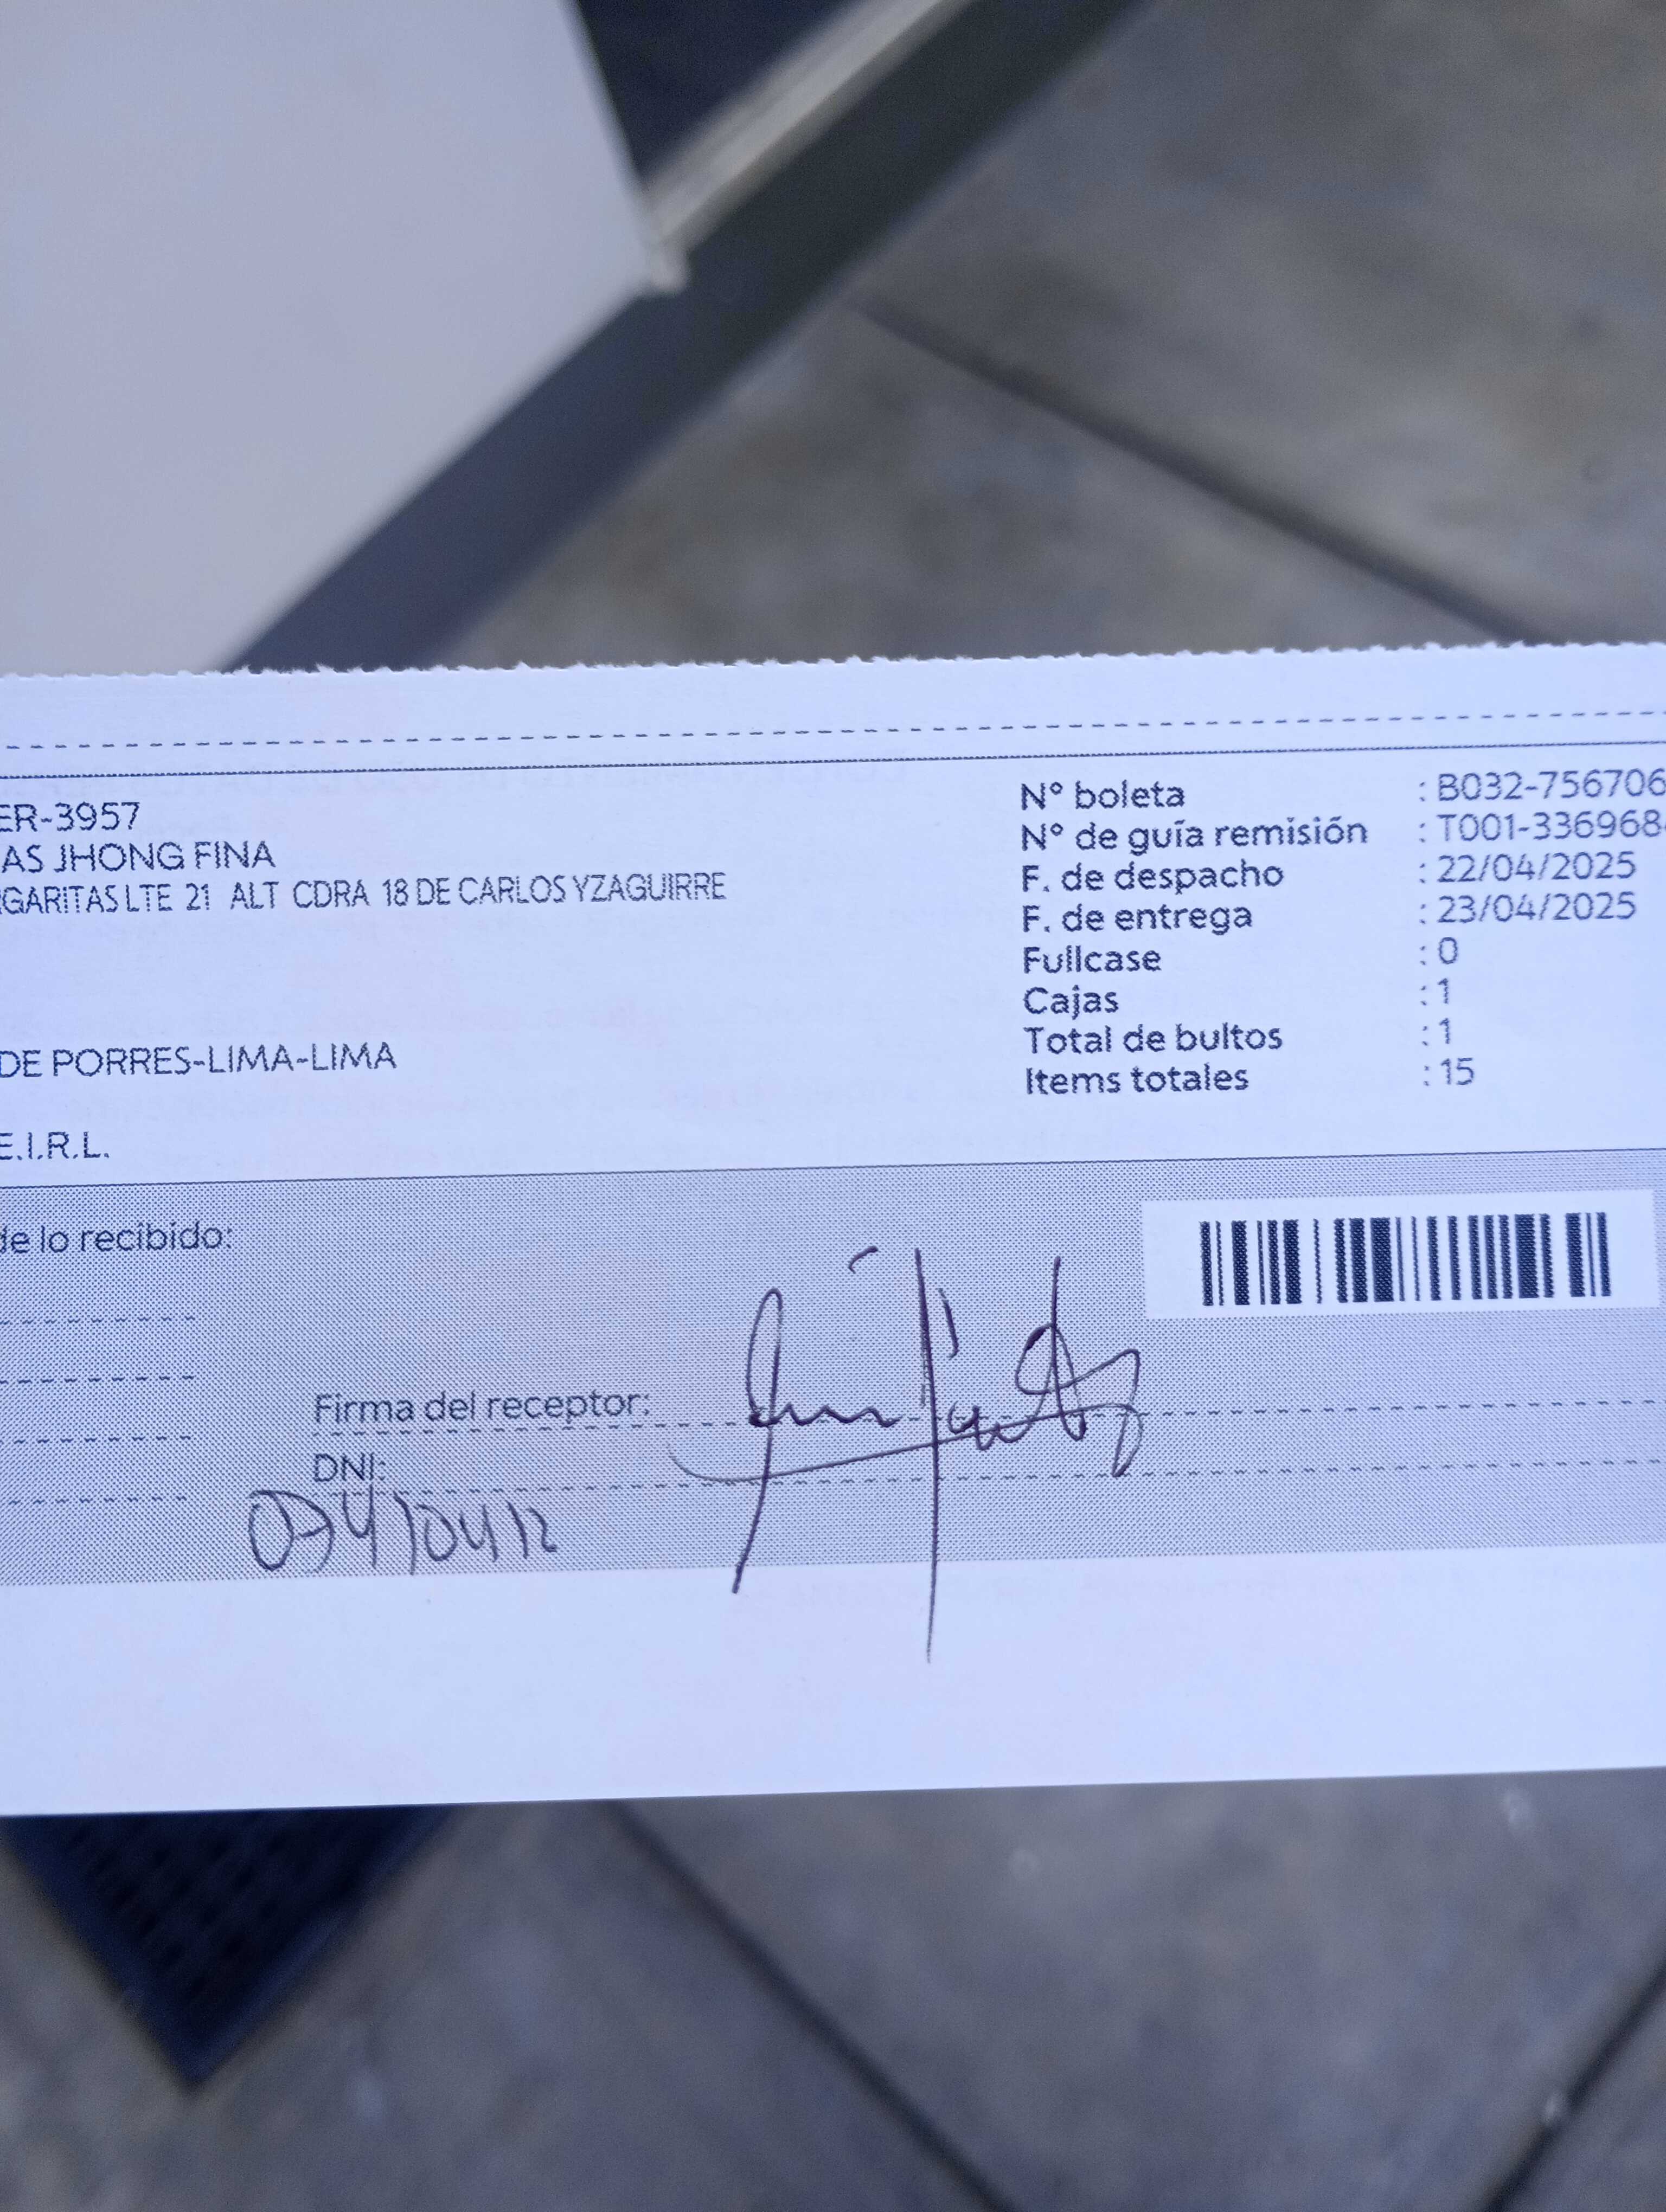 ER-3957
AS JHONG FINA
GARITAS LTE 21 ALT CDRA 18 DE CARLOS YZAGUIRRE
DE PORRES-LIMA-LIMA
E.I.R.L.
N° boleta : B032-756706
N° de guía remisión : T001-336968
F. de despacho : 22/04/2025
F. de entrega : 23/04/2025
Fullcase : 0
Cajas : 1
Total de bultos : 1
Items totales : 15
de lo recibido:
Firma del receptor:
DNI: